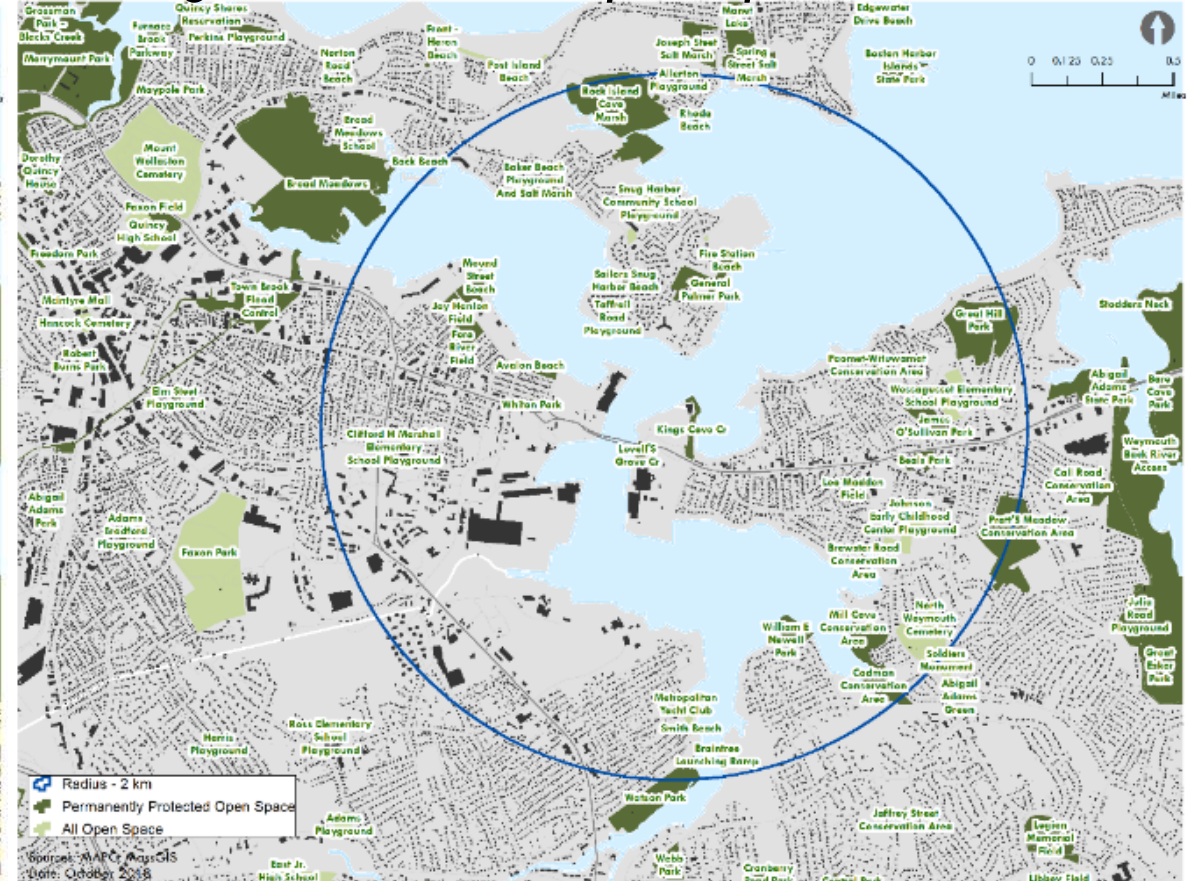 Grossman
Park -
Blacks Creek
Quincy Shores
Reservation
Furnace
Brook
Parkway
Perkins Playground
Merrymount Park
Maypole Park
Norton
Road
Beach
Front -
Heron
Beach
Post Island
Beach
Joseph Steet
Salt Marsh
Lake
Spring
Street Salt
Marsh
Edgewater
Drive Beach
Boston Harbor
Islands
State Park
0 0.125 0.25 0.5
Miles
Allerton
Playground
Rock Island
Cove
Marsh
Rhoda
Beach
Broad
Meadows
School
Back Beach
Broad Meadows
Baker Beach
Playground
And Salt Marsh
Snug Harbor
Community School
Playground
Dorothy
Quincy
House
Mount
Wollaston
Cemetery
Faxon Field
Quincy
High School
Freedom Park
Town Brook
Flood
Control
McIntyre Mall
Hancock Cemetery
Robert
Burns Park
Elm Steet
Playground
Mound
Street
Beach
Jay Hanlon
Field
Fore
River
Field
Avalon Beach
Whiton Park
Fire Station
Beach
General
Palmer Park
Sailors Snug
Harbor Beach
Taffrail
Road
Playground
Great Hill
Park
Stodders Neck
Abigail
Adams
State Park
Bare
Cove
Park
Wessagusset Elementary
School Playground
James
O'Sullivan Park
Conservation Area
Kings Cove Cr
Lovell'S
Grove Cr
Beals Park
Weymouth
Back River
Access
Clifford H Marshall
Elementary
School Playground
Lee Madden
Field
Call Road
Conservation
Area
Johnson
Early Childhood
Center Playground
Pratt'S Meadow
Conservation Area
Brewster Road
Conservation
Area
Abigail
Adams
Park
Adams
Bradford
Playground
Faxon Park
William E
Newell
Park
Mill Cove
Conservation
Area
North
Weymouth
Cemetery
Soldiers
Monument
Cadman
Conservation
Area
Abigail
Adams
Green
Julia
Road
Playground
Great
Esker
Park
Metropolitan
Yacht Club
Smith Beach
Braintree
Launching Ramp
Watson Park
Ross Elementary
School
Playground
Harris
Playground
Adams
Playground
East Jr.
High School
Webb
Park
Cranberry
Pond Park
Jaffrey Street
Conservation Area
Legion
Memorial
Field
Libbey Field
Radius - 2 km
Permanently Protected Open Space
All Open Space
Sources: MAPC, MassGIS
Date: October 2018